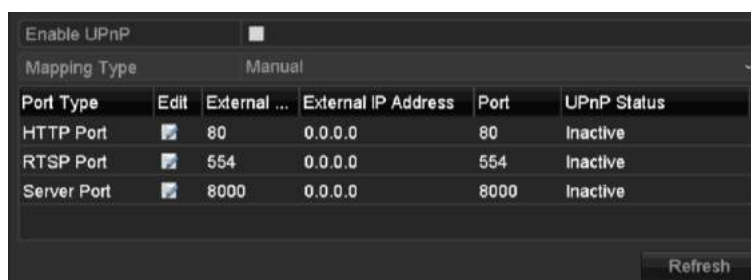 Enable UPnP
Mapping Type Manual
Port Type Edit External ... External IP Address Port UPnP Status
HTTP Port 80 0.0.0.0 80 Inactive
RTSP Port 554 0.0.0.0 554 Inactive
Server Port 8000 0.0.0.0 8000 Inactive
Refresh